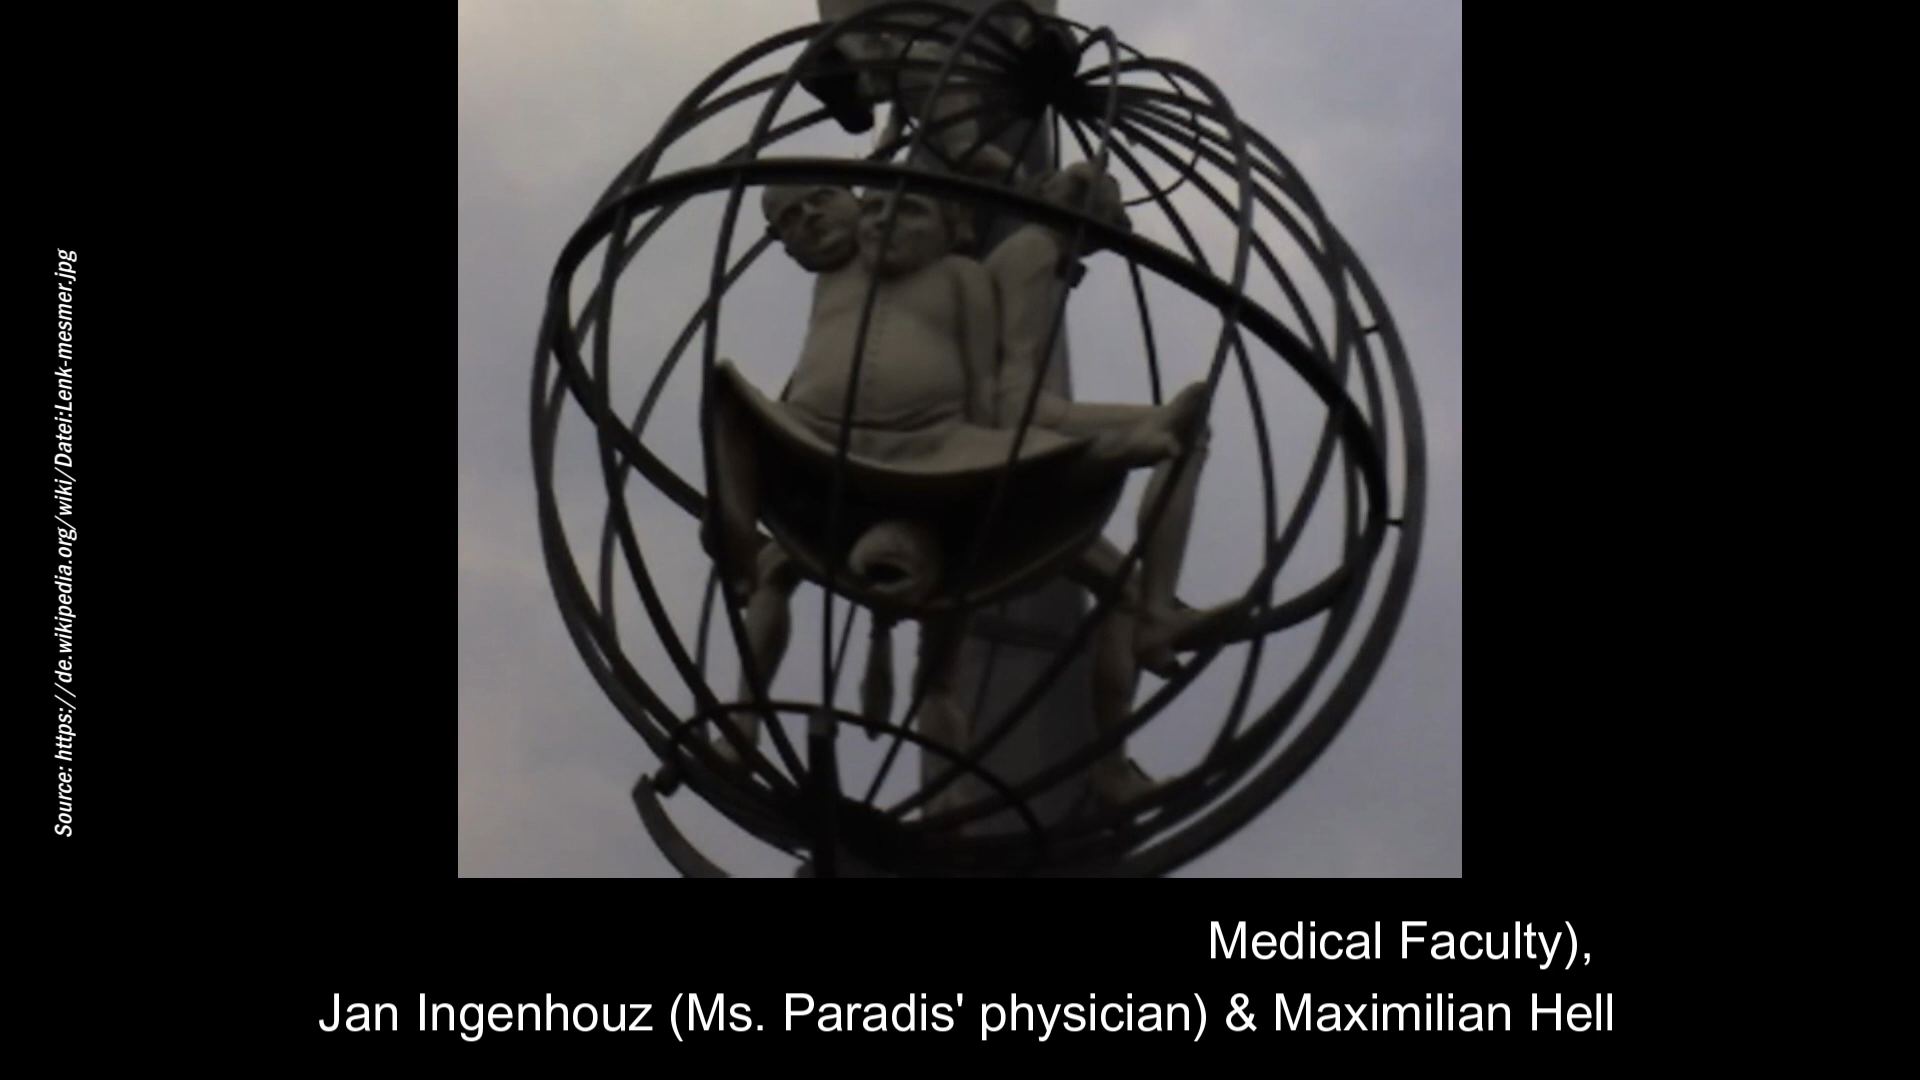 Source: https://de.wikipedia.org/wiki/Datei:Lenk-mesmer.jpg
Medical Faculty),
Jan Ingenhouz (Ms. Paradis' physician) & Maximilian Hell